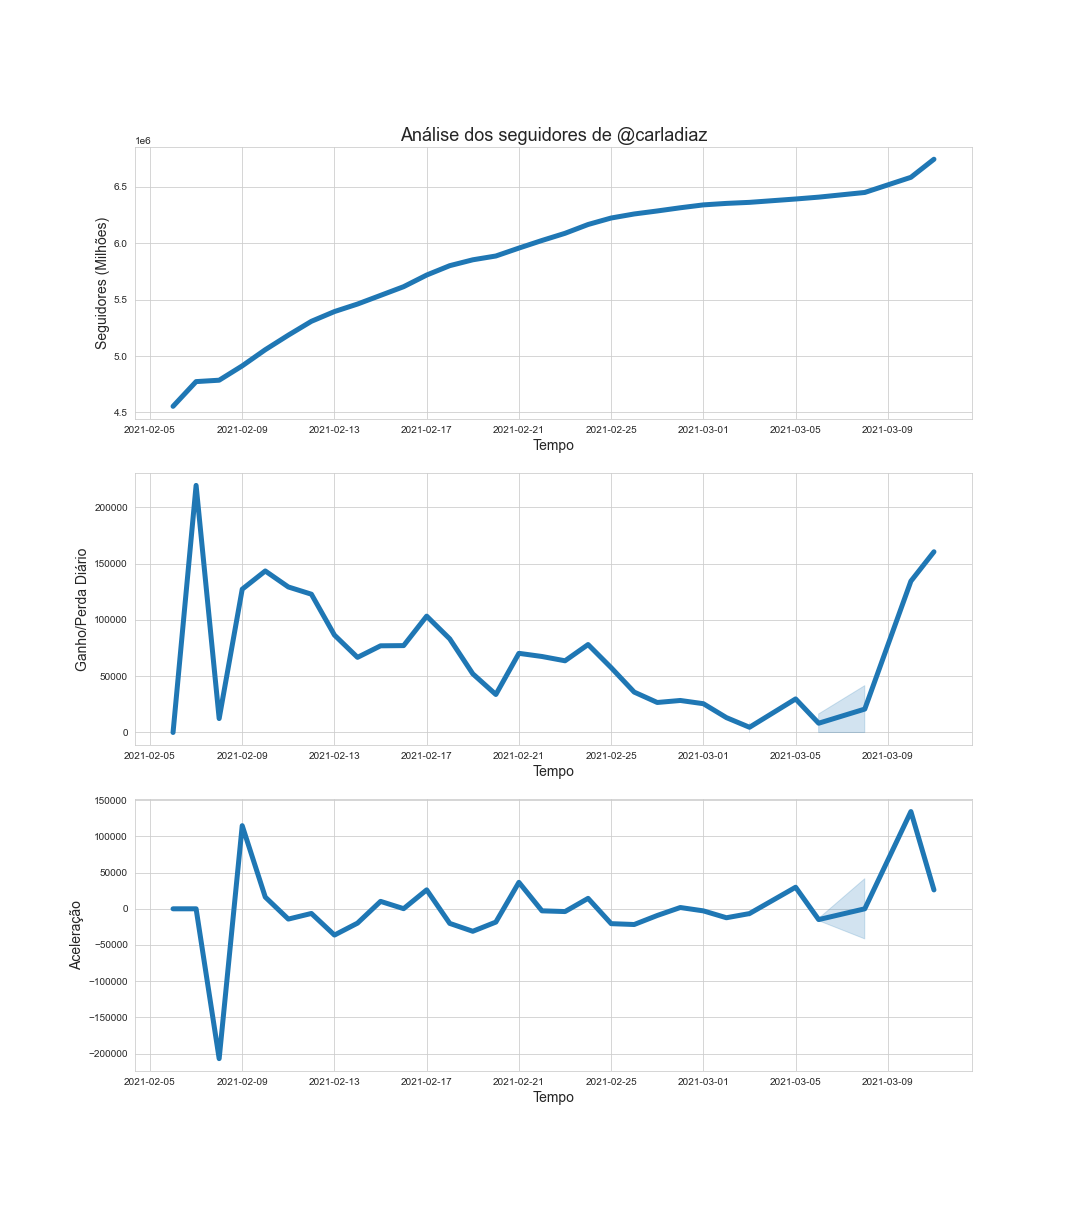 Análise dos seguidores de @carladiaz
1e6
6.5
6.0
5.5
5.0
4.5
Seguidores (Milhões)
2021-02-05 2021-02-09 2021-02-13 2021-02-17 2021-02-21 2021-02-25 2021-03-01 2021-03-05 2021-03-09
Tempo
200000
150000
100000
50000
0
Ganho/Perda Diário
2021-02-05 2021-02-09 2021-02-13 2021-02-17 2021-02-21 2021-02-25 2021-03-01 2021-03-05 2021-03-09
Tempo
150000
100000
50000
0
−50000
−100000
−150000
−200000
Aceleração
2021-02-05 2021-02-09 2021-02-13 2021-02-17 2021-02-21 2021-02-25 2021-03-01 2021-03-05 2021-03-09
Tempo